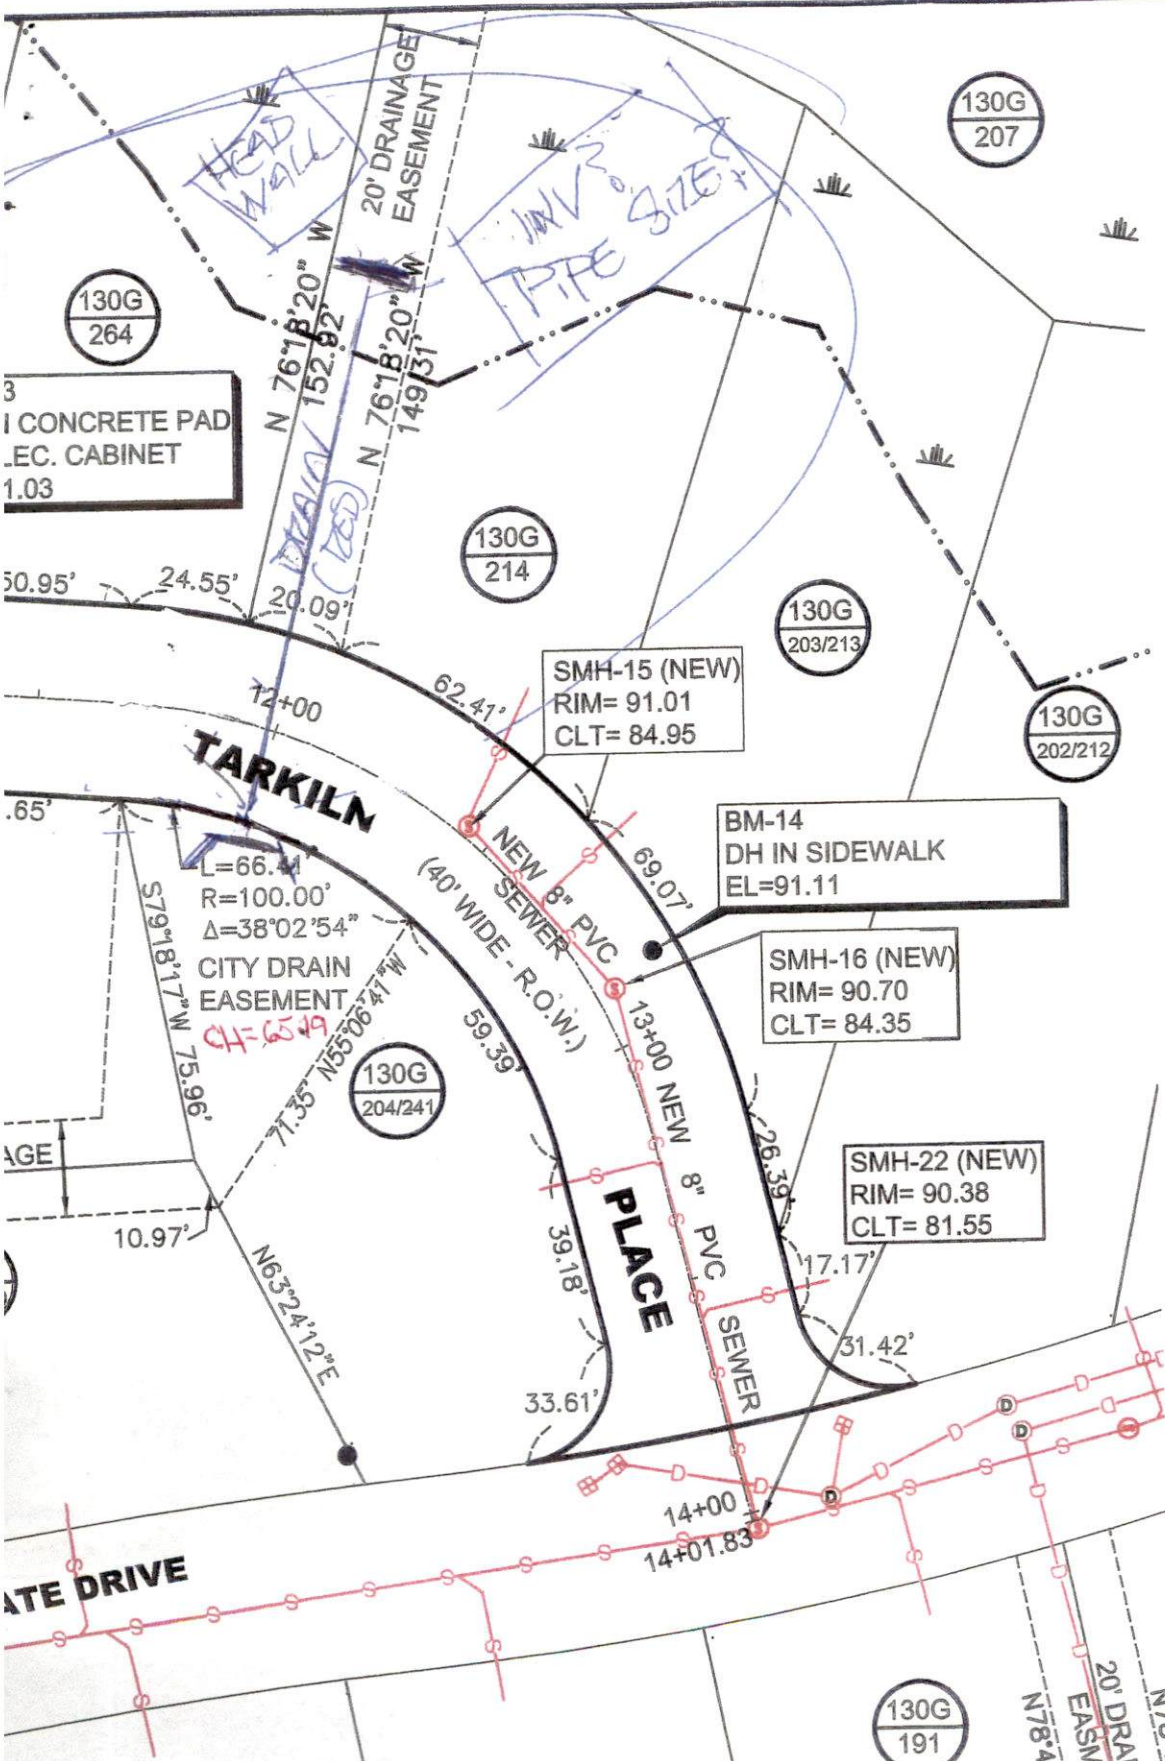 20' DRAINAGE
EASEMENT
HEAD
WALL
INV?
PIPE SIZE?
130G
207
130G
264
N 76°18'20" W
152.92'
N 76°18'20" W
149.31'
3
CONCRETE PAD
EC. CABINET
1.03
DRAIN
130G
214
130G
203/213
130G
202/212
50.95'
24.55'
20.09'
62.41'
SMH-15 (NEW)
RIM= 91.01
CLT= 84.95
12+00
TARKILN
.65'
BM-14
DH IN SIDEWALK
EL=91.11
NEW 8" PVC
SEWER
(40' WIDE - R.O.W.)
69.07'
L=66.41'
R=100.00'
Δ=38°02'54"
CITY DRAIN
EASEMENT
S79°18'17"W 75.96'
71.35' N55°06'41"W
SMH-16 (NEW)
RIM= 90.70
CLT= 84.35
59.39'
13+00 NEW 8" PVC SEWER
130G
204/241
AGE
10.97'
26.39'
SMH-22 (NEW)
RIM= 90.38
CLT= 81.55
PLACE
39.18'
17.17'
N63°24'12"E
31.42'
33.61'
14+00
14+01.83
ATE DRIVE
130G
191
20' DRA
EASM
N78°4